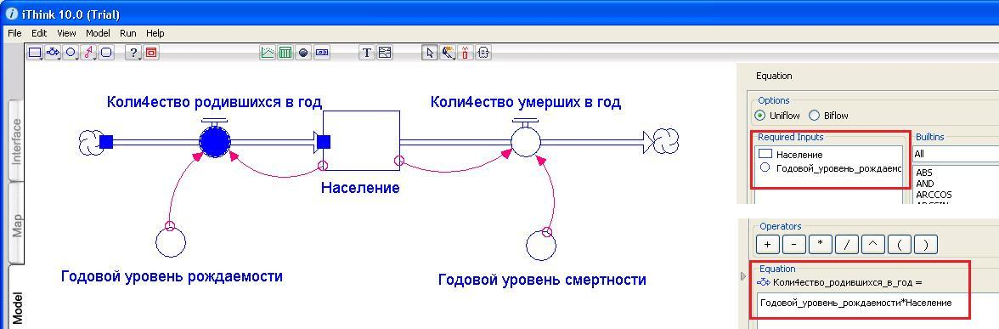 iThink 10.0 (Trial)
File Edit View Model Run Help
T
?
Interface
Map
Model
Коли4ество родившихся в год
Коли4ество умерших в год
Население
Годовой уровень рождаемости
Годовой уровень смертности
Equation
Options
Uniflow Biflow
Required Inputs
Население
Годовой_уровень_рождаемс
Builtins
All
ABS
AND
ARCCOS
Operators
+ - * / ^ ( )
Equation
Коли4ество_родившихся_в_год =
Годовой_уровень_рождаемости*Население